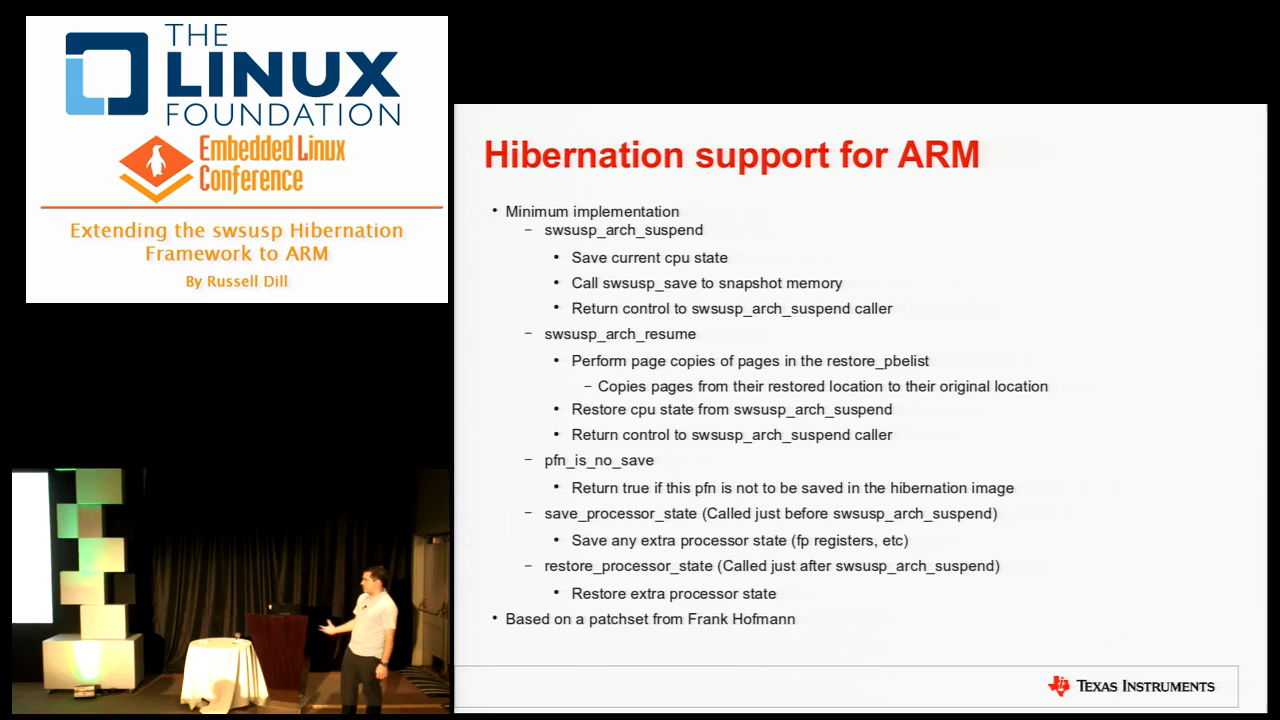 THE
LINUX
FOUNDATION
Embedded Linux
Conference
Extending the swsusp Hibernation
Framework to ARM
By Russell Dill
Hibernation support for ARM
• Minimum implementation
– swsusp_arch_suspend
• Save current cpu state
• Call swsusp_save to snapshot memory
• Return control to swsusp_arch_suspend caller
– swsusp_arch_resume
• Perform page copies of pages in the restore_pbelist
– Copies pages from their restored location to their original location
• Restore cpu state from swsusp_arch_suspend
• Return control to swsusp_arch_suspend caller
– pfn_is_no_save
• Return true if this pfn is not to be saved in the hibernation image
– save_processor_state (Called just before swsusp_arch_suspend)
• Save any extra processor state (fp registers, etc)
– restore_processor_state (Called just after swsusp_arch_suspend)
• Restore extra processor state
• Based on a patchset from Frank Hofmann
TEXAS INSTRUMENTS